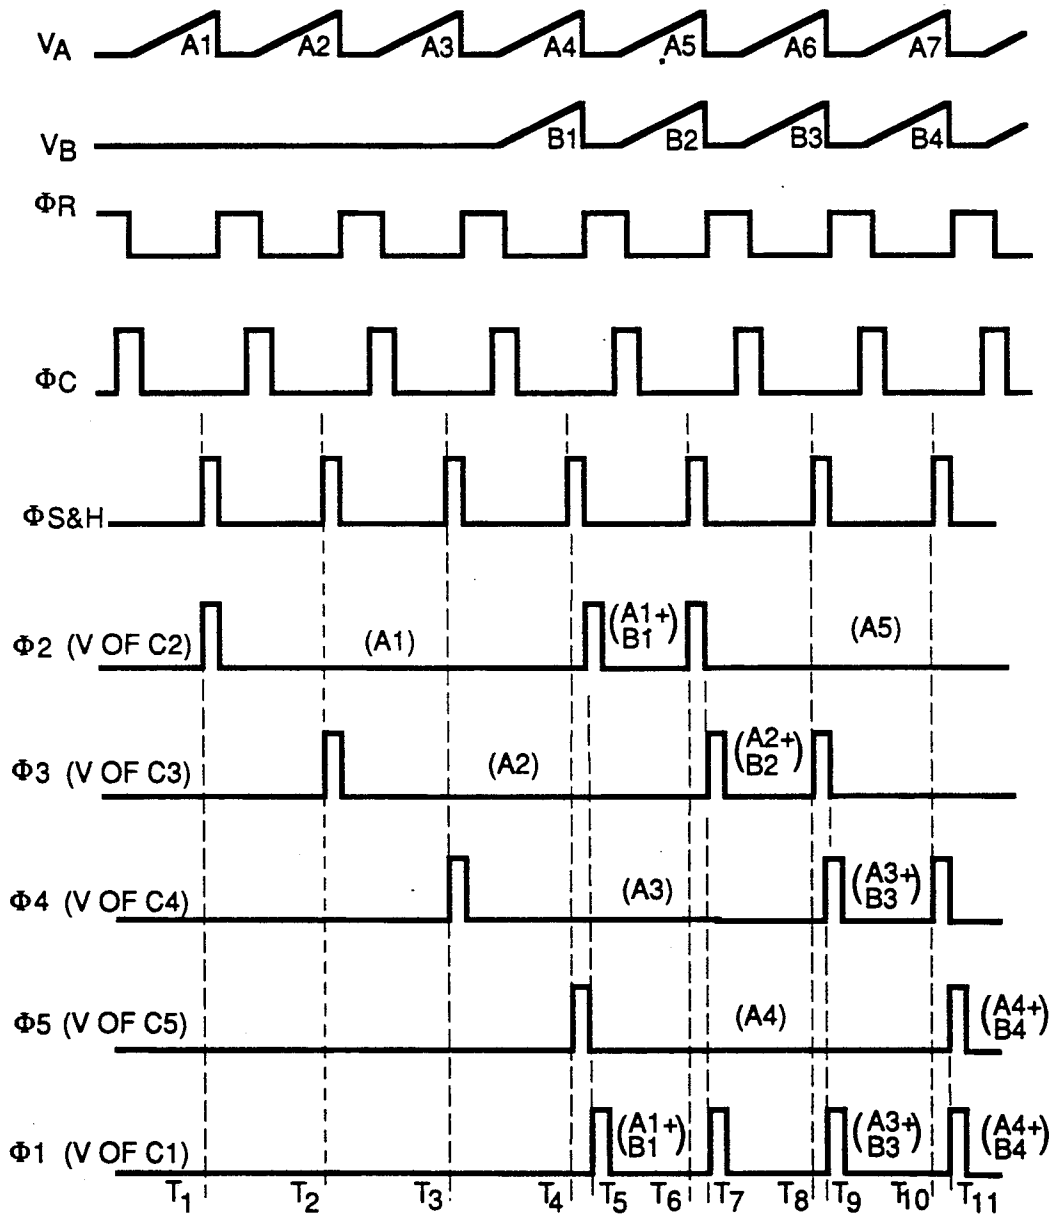 VA A1 A2 A3 A4 A5 A6 A7
VB B1 B2 B3 B4
ΦR
ΦC
ΦS&H
Φ2 (V OF C2) (A1) (A1+ B1) (A5)
Φ3 (V OF C3) (A2) (A2+ B2)
Φ4 (V OF C4) (A3) (A3+ B3)
Φ5 (V OF C5) (A4) (A4+ B4)
Φ1 (V OF C1) (A1+ B1) (A3+ B3) (A4+ B4)
T1 T2 T3 T4 T5 T6 T7 T8 T9 T10 T11